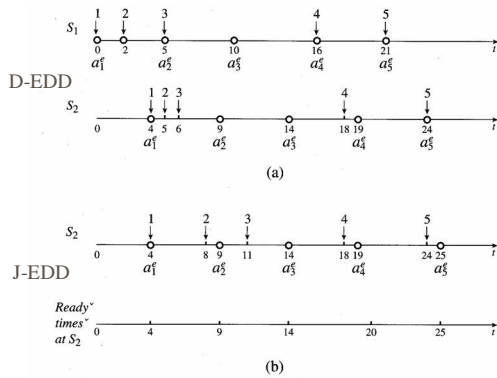 1 2 3 4 5
S₁ t
0 2 5 10 16 21
a₁ᵉ a₂ᵉ a₃ᵉ a₄ᵉ a₅ᵉ
D-EDD
1 2 3 4 5
S₂ t
0 4 5 6 9 14 18 19 24
a₁ᵉ a₂ᵉ a₃ᵉ a₄ᵉ a₅ᵉ
(a)
1 2 3 4 5
S₂ t
0 4 8 9 11 14 18 19 24 25
a₁ᵉ a₂ᵉ a₃ᵉ a₄ᵉ a₅ᵉ
J-EDD
Ready
times
at S₂ t
0 4 9 14 20 25
(b)